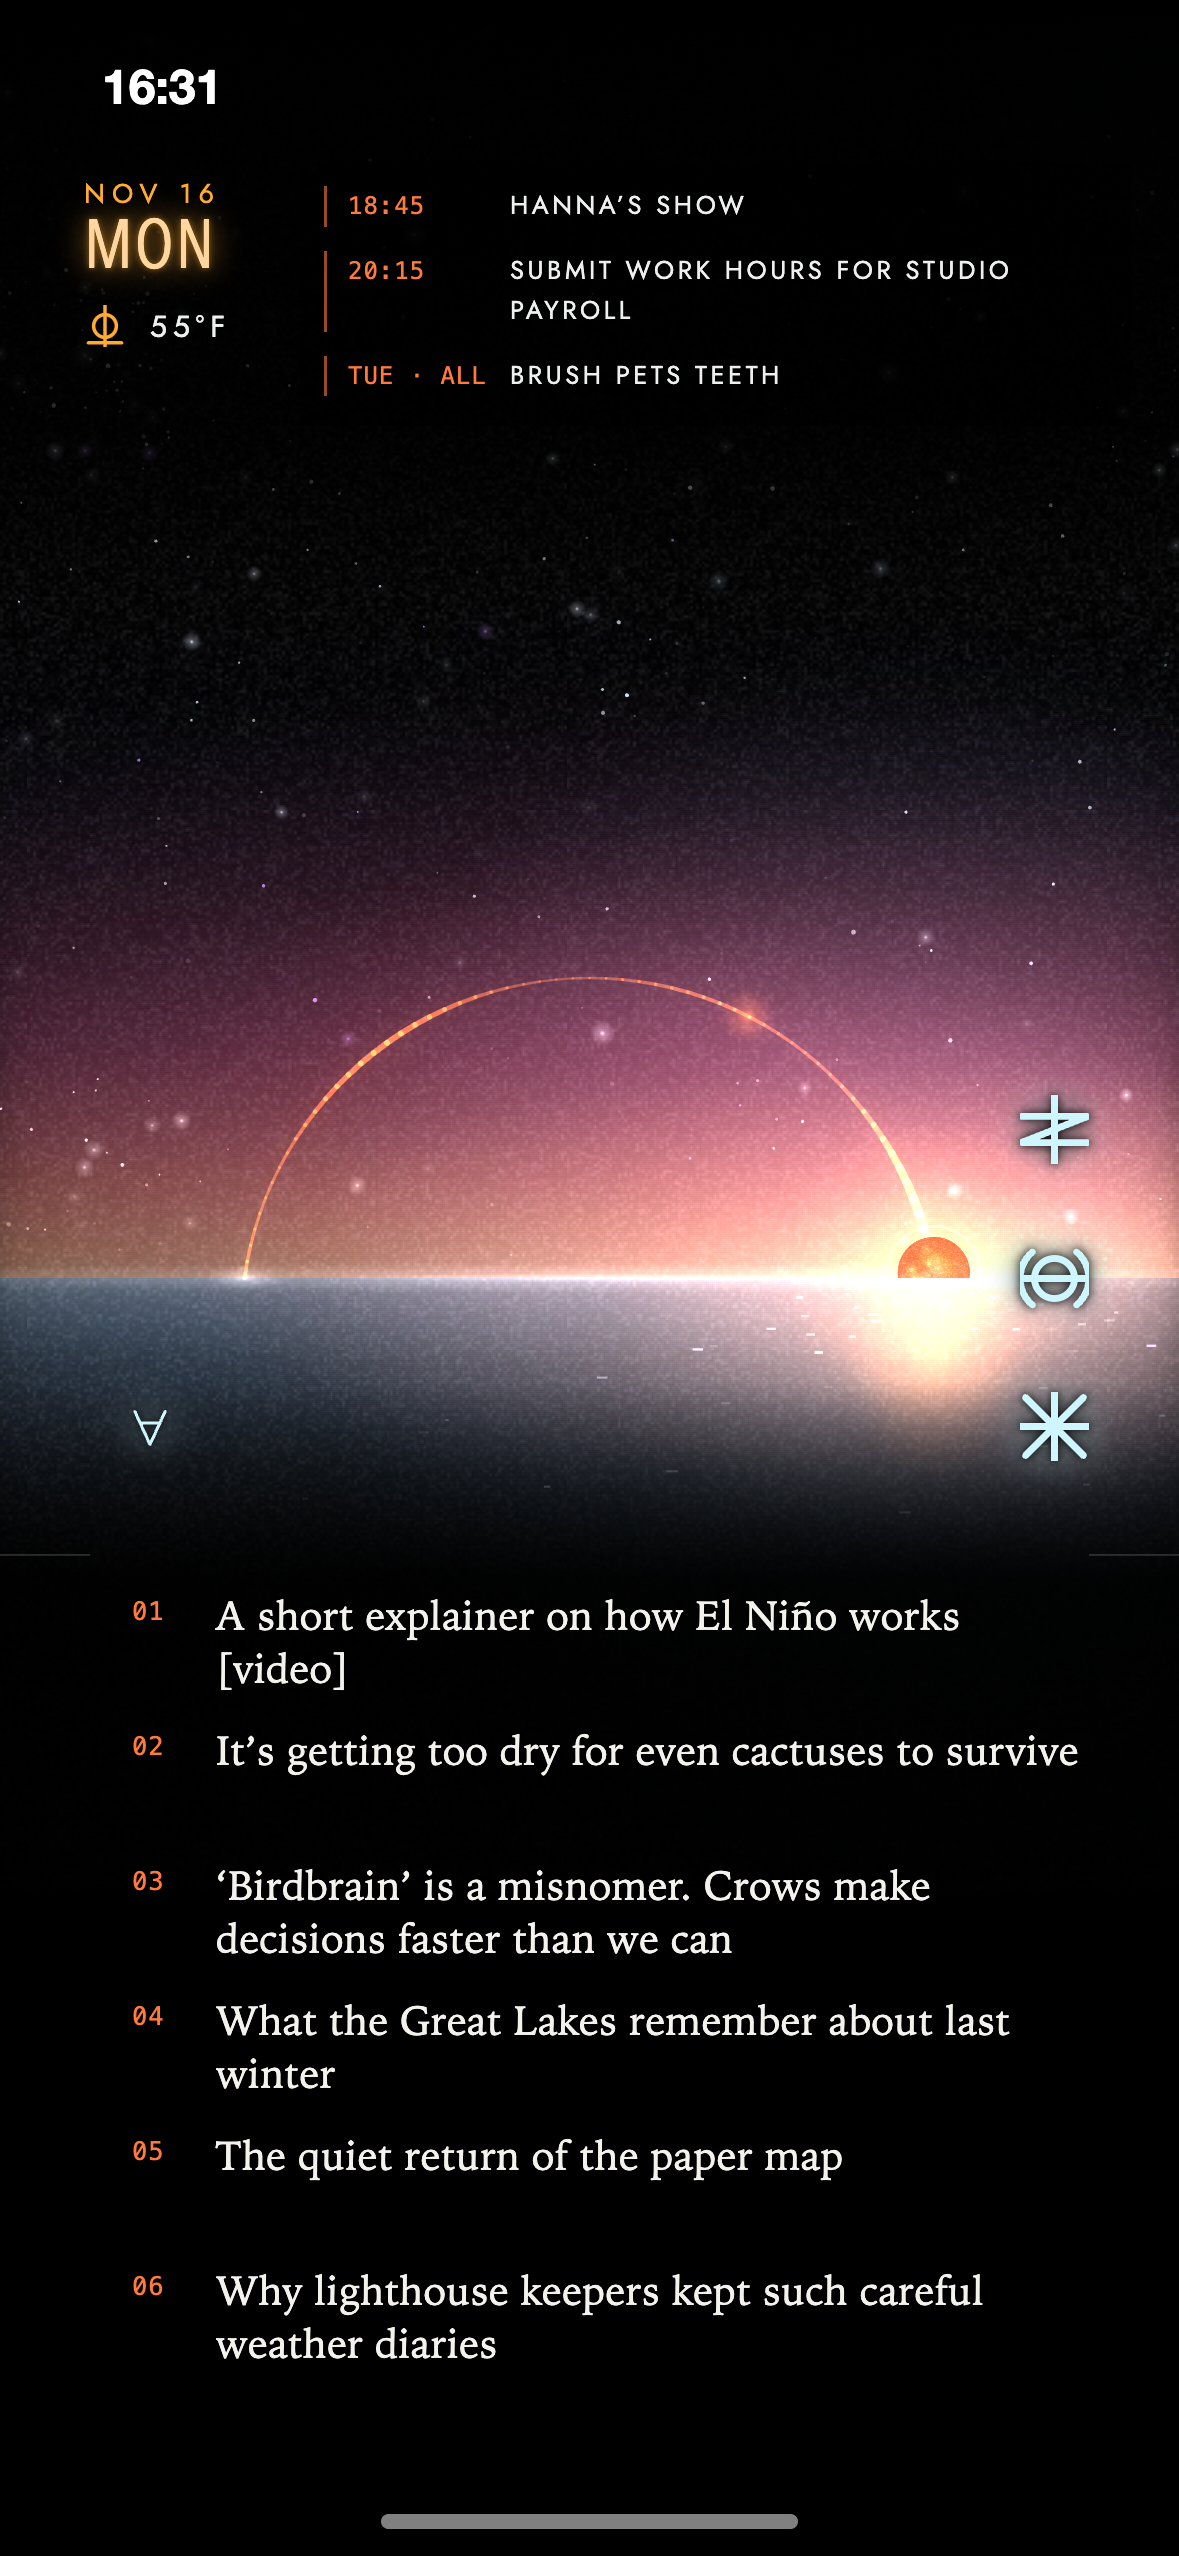 16:31
NOV 16
MON
55°F
18:45 HANNA’S SHOW
20:15 SUBMIT WORK HOURS FOR STUDIO
PAYROLL
TUE · ALL BRUSH PETS TEETH
01 A short explainer on how El Niño works
[video]
02 It’s getting too dry for even cactuses to survive
03 ‘Birdbrain’ is a misnomer. Crows make
decisions faster than we can
04 What the Great Lakes remember about last
winter
05 The quiet return of the paper map
06 Why lighthouse keepers kept such careful
weather diaries